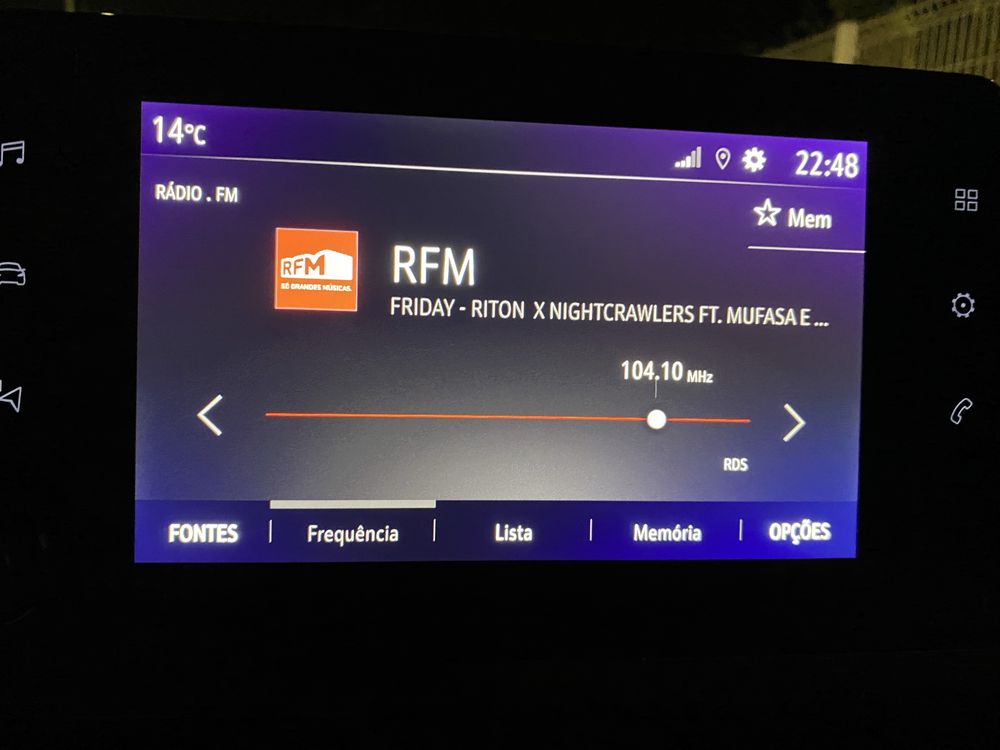 14°C
22:48
RÁDIO . FM
Mem
RFM
SÓ GRANDES MÚSICAS.
RFM
FRIDAY - RITON X NIGHTCRAWLERS FT. MUFASA E ...
104.10 MHz
RDS
FONTES
Frequência
Lista
Memória
OPÇÕES